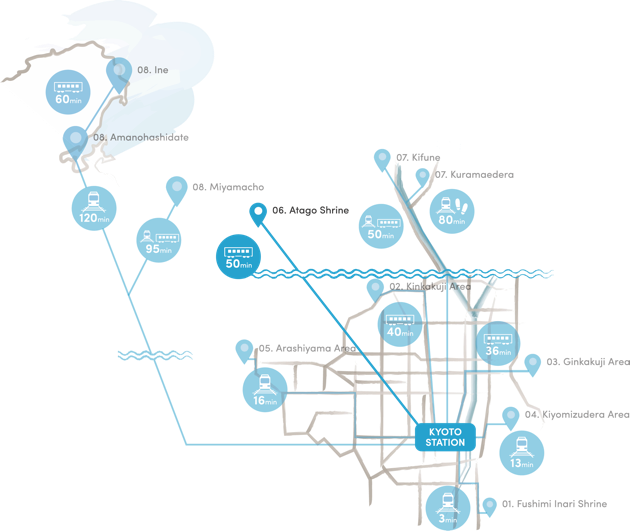 08. Ine
60min
08. Amanohashidate
07. Kifune
07. Kuramaedera
08. Miyamacho
120min
80min
06. Atago Shrine
50min
95min
50min
02. Kinkakuji Area
40min
36min
05. Arashiyama Area
03. Ginkakuji Area
16min
04. Kiyomizudera Area
KYOTO
STATION
13min
01. Fushimi Inari Shrine
3min